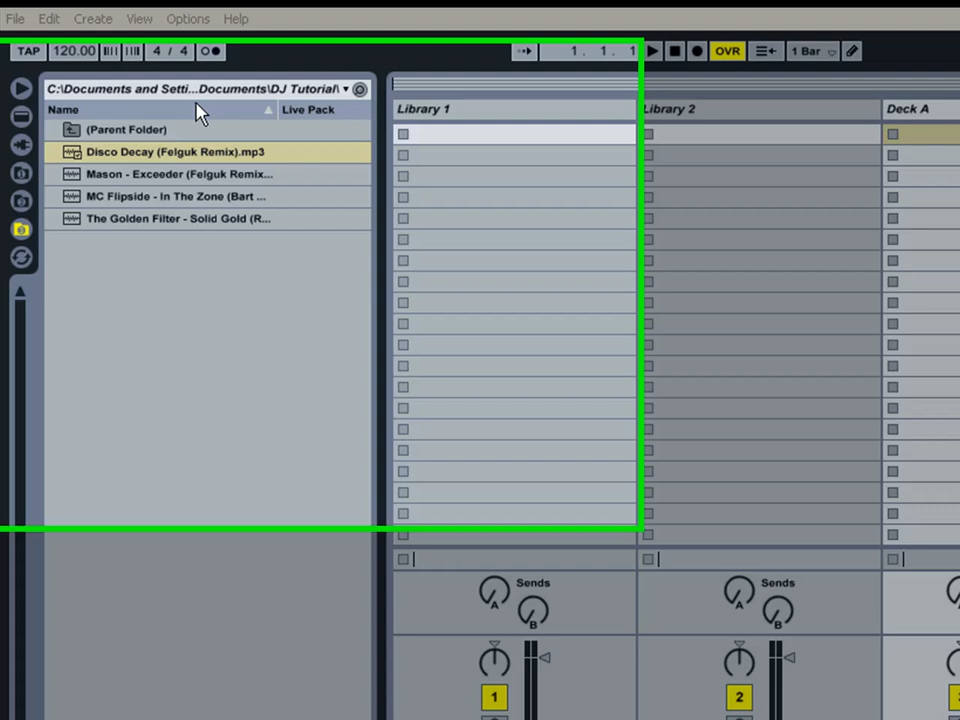 File Edit Create View Options Help
TAP 120.00 4 / 4 1. 1. 1 OVR 1 Bar
C:\Documents and Setti...Documents\DJ Tutorial\
Name Live Pack
Library 1 Library 2 Deck A
(Parent Folder)
Disco Decay (Felguk Remix).mp3
Mason - Exceeder (Felguk Remix...
MC Flipside - In The Zone (Bart ...
The Golden Filter - Solid Gold (R...
Sends Sends
A B A B A
1 2